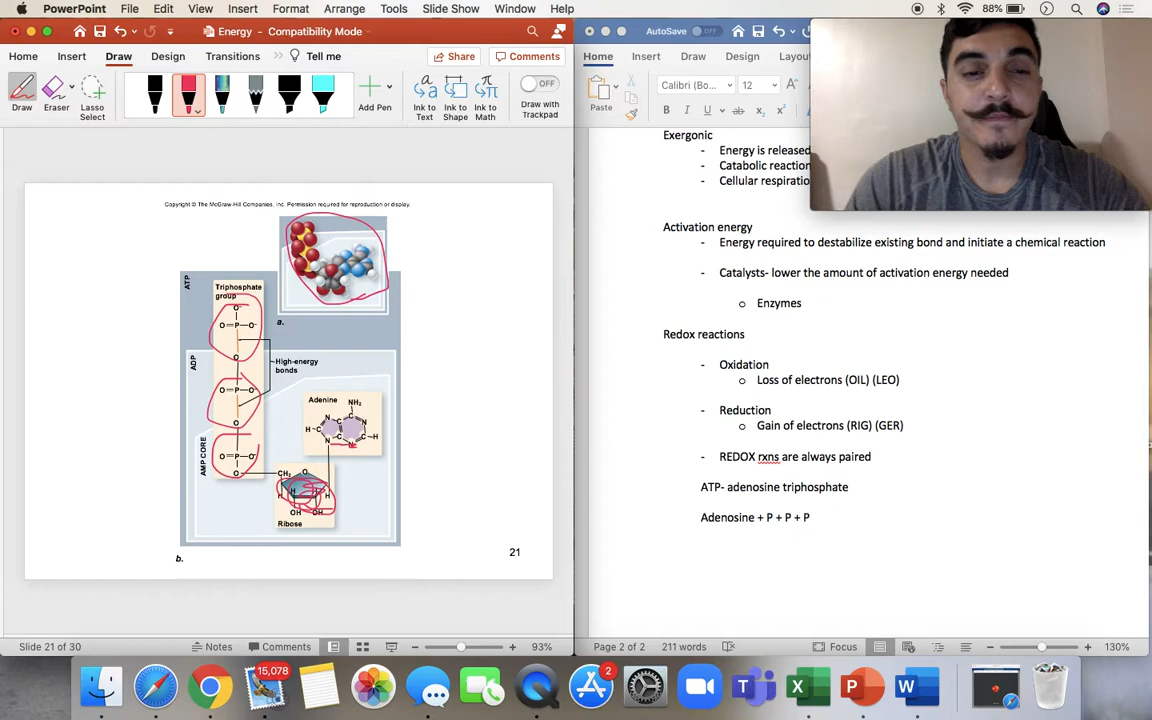 PowerPoint File Edit View Insert Format Arrange Tools Slide Show Window Help 88%
Energy - Compatibility Mode
AutoSave OFF
Home Insert Draw Design Transitions Tell me Share Comments
Home Insert Draw Design Layou
Draw Eraser Lasso Select Add Pen Ink to Text Ink to Shape Ink to Math OFF Draw with Trackpad
Paste Calibri (Bo... 12
Copyright © The McGraw-Hill Companies, Inc. Permission required for reproduction or display.
ATP
Triphosphate
group
a.
O⁻
O=P—O⁻
O
High-energy
bonds
ADP
O=P—O⁻
O
Adenine
NH₂
N C C N
H—C C—H
N C N
AMP CORE
O=P—O⁻
O
CH₂ O
H H H
OH OH
Ribose
b.
21
Exergonic
- Energy is released
- Catabolic reaction
- Cellular respiratio
Activation energy
- Energy required to destabilize existing bond and initiate a chemical reaction
- Catalysts- lower the amount of activation energy needed
o Enzymes
Redox reactions
- Oxidation
o Loss of electrons (OIL) (LEO)
- Reduction
o Gain of electrons (RIG) (GER)
- REDOX rxns are always paired
ATP- adenosine triphosphate
Adenosine + P + P + P
Slide 21 of 30 Notes Comments 93%
Page 2 of 2 211 words Focus 130%
15,078
2